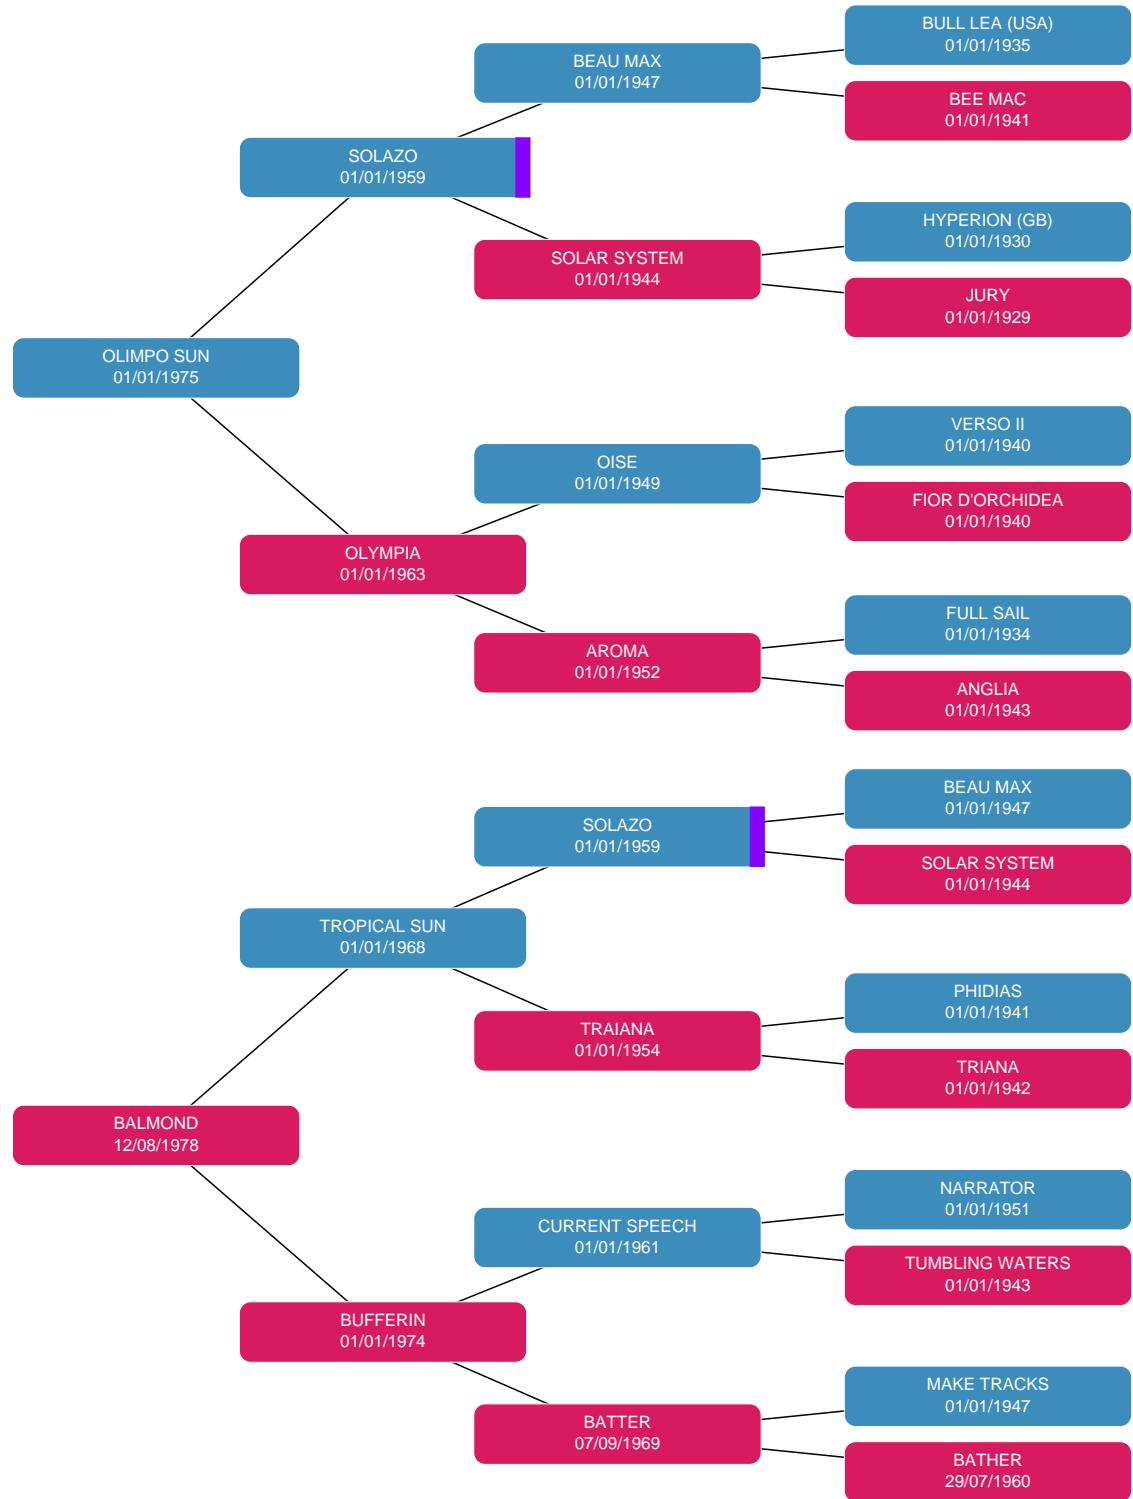 BULL LEA (USA)
01/01/1935
BEAU MAX
01/01/1947
BEE MAC
01/01/1941
SOLAZO
01/01/1959
HYPERION (GB)
01/01/1930
SOLAR SYSTEM
01/01/1944
JURY
01/01/1929
OLIMPO SUN
01/01/1975
VERSO II
01/01/1940
OISE
01/01/1949
FIOR D'ORCHIDEA
01/01/1940
OLYMPIA
01/01/1963
FULL SAIL
01/01/1934
AROMA
01/01/1952
ANGLIA
01/01/1943
BEAU MAX
01/01/1947
SOLAZO
01/01/1959
SOLAR SYSTEM
01/01/1944
TROPICAL SUN
01/01/1968
PHIDIAS
01/01/1941
TRAIANA
01/01/1954
TRIANA
01/01/1942
BALMOND
12/08/1978
NARRATOR
01/01/1951
CURRENT SPEECH
01/01/1961
TUMBLING WATERS
01/01/1943
BUFFERIN
01/01/1974
MAKE TRACKS
01/01/1947
BATTER
07/09/1969
BATHER
29/07/1960